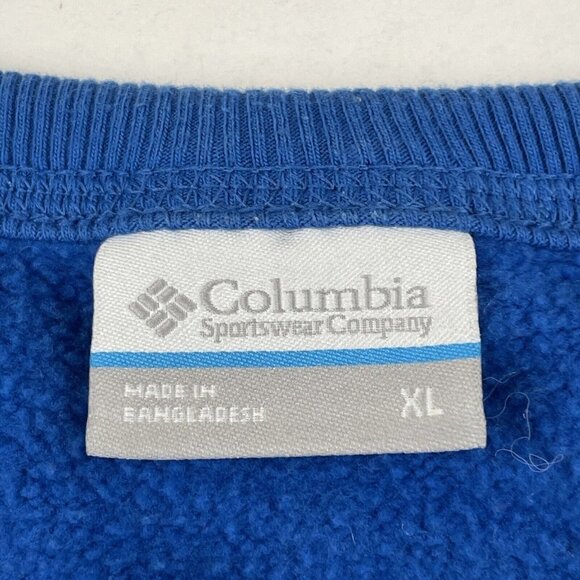 Columbia
Sportswear Company
MADE IN
BANGLADESH
XL